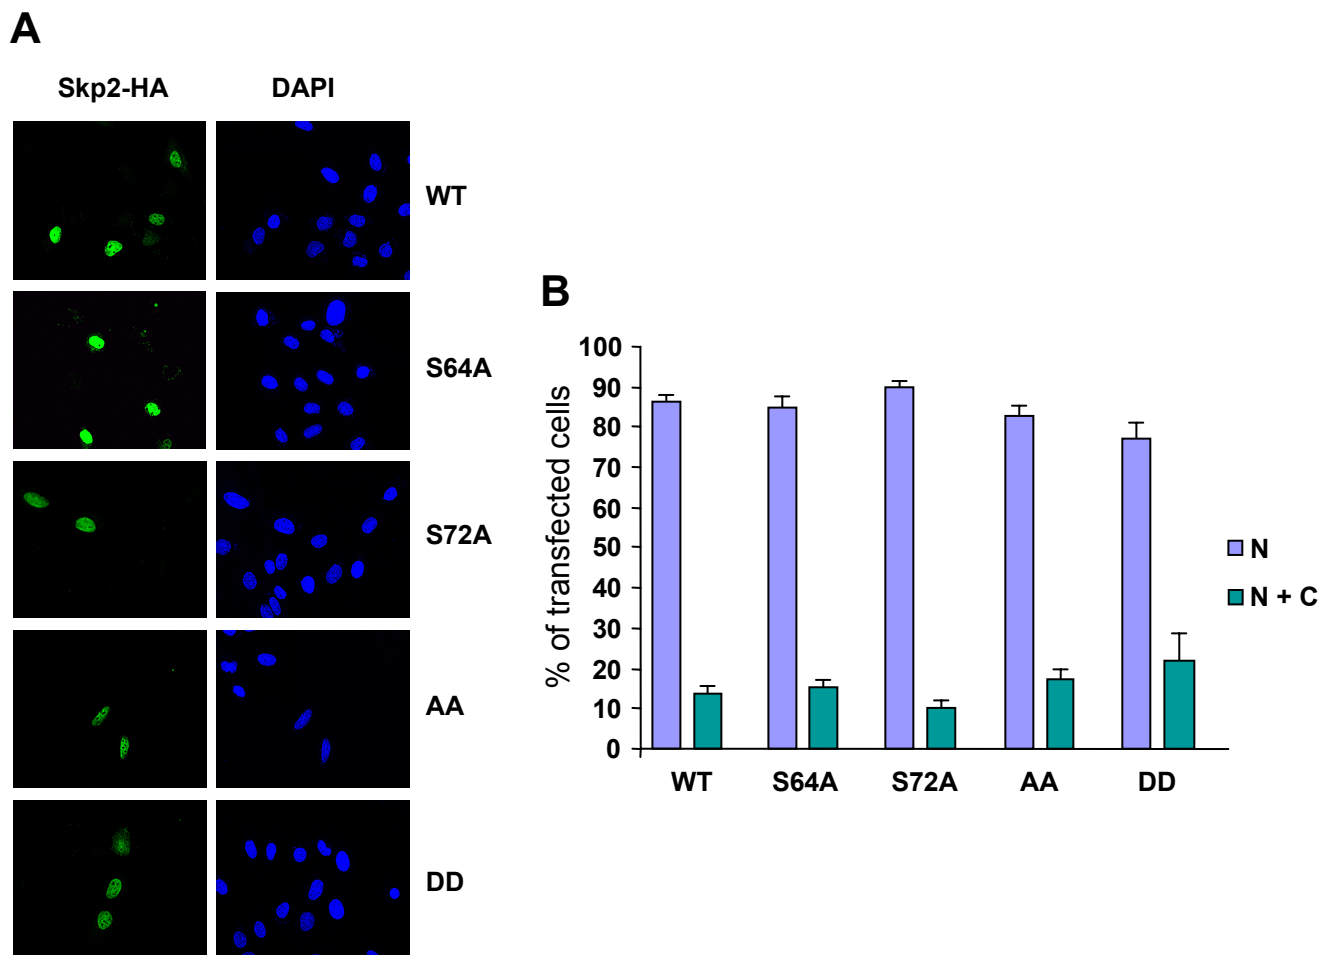 A
Skp2-HA DAPI
WT
S64A
S72A
AA
DD
B
% of transfected cells
100
90
80
70
60
50
40
30
20
10
0
WT S64A S72A AA DD
N
N + C